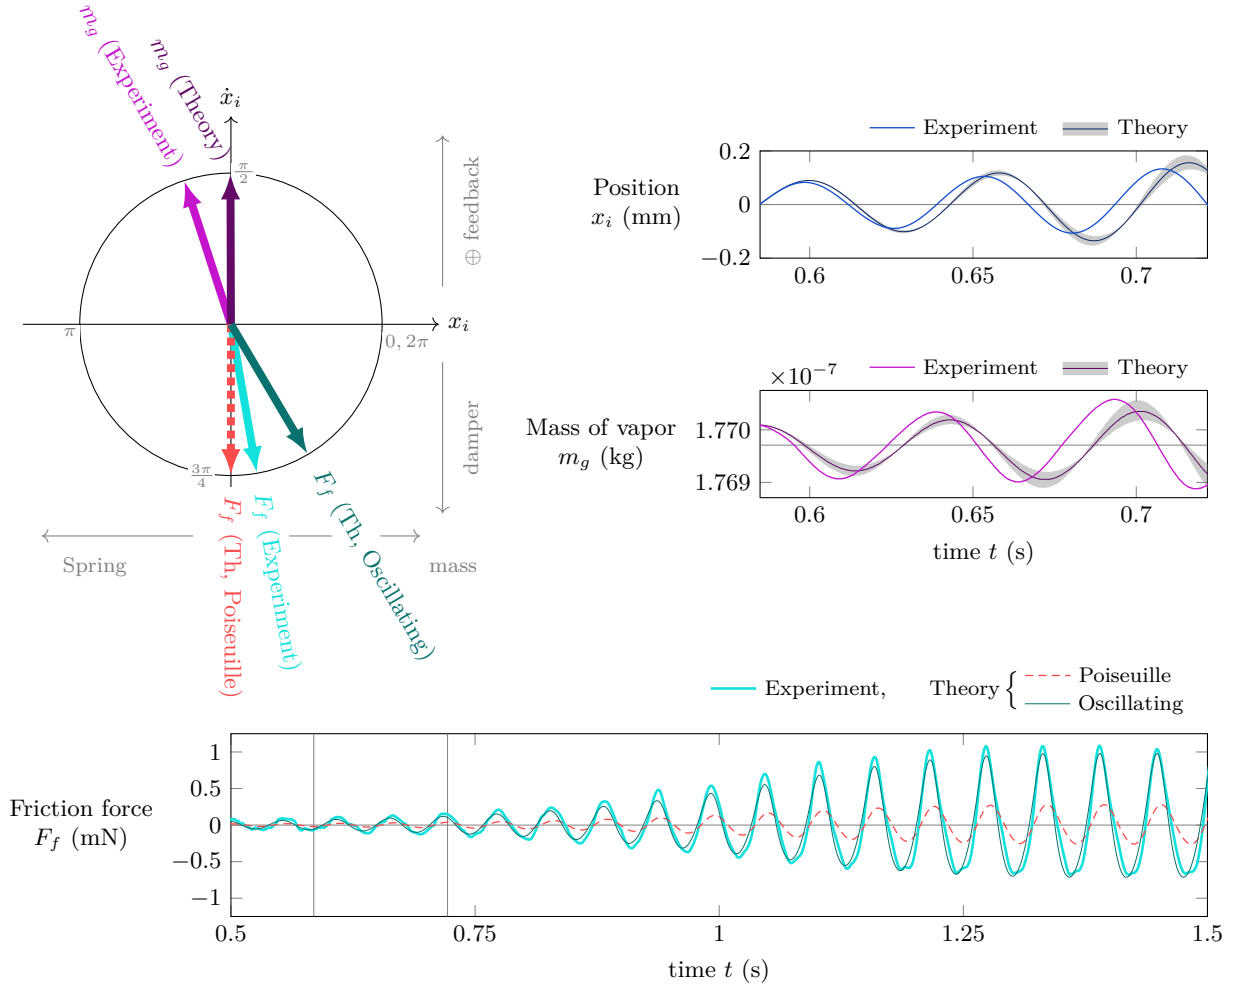 m_g (Experiment)
m_g (Theory)
ẋ_i
π/2
⊕ feedback
π
x_i
0, 2π
damper
3π/4
F_f (Th, Poiseuille)
F_f (Experiment)
F_f (Th, Oscillating)
Spring
mass
Experiment Theory
Position
x_i (mm)
0.2
0
−0.2
0.6 0.65 0.7
Experiment Theory
×10⁻⁷
Mass of vapor
m_g (kg)
1.770
1.769
0.6 0.65 0.7
time t (s)
Experiment, Theory { Poiseuille
Oscillating
Friction force
F_f (mN)
1
0.5
0
−0.5
−1
0.5 0.75 1 1.25 1.5
time t (s)